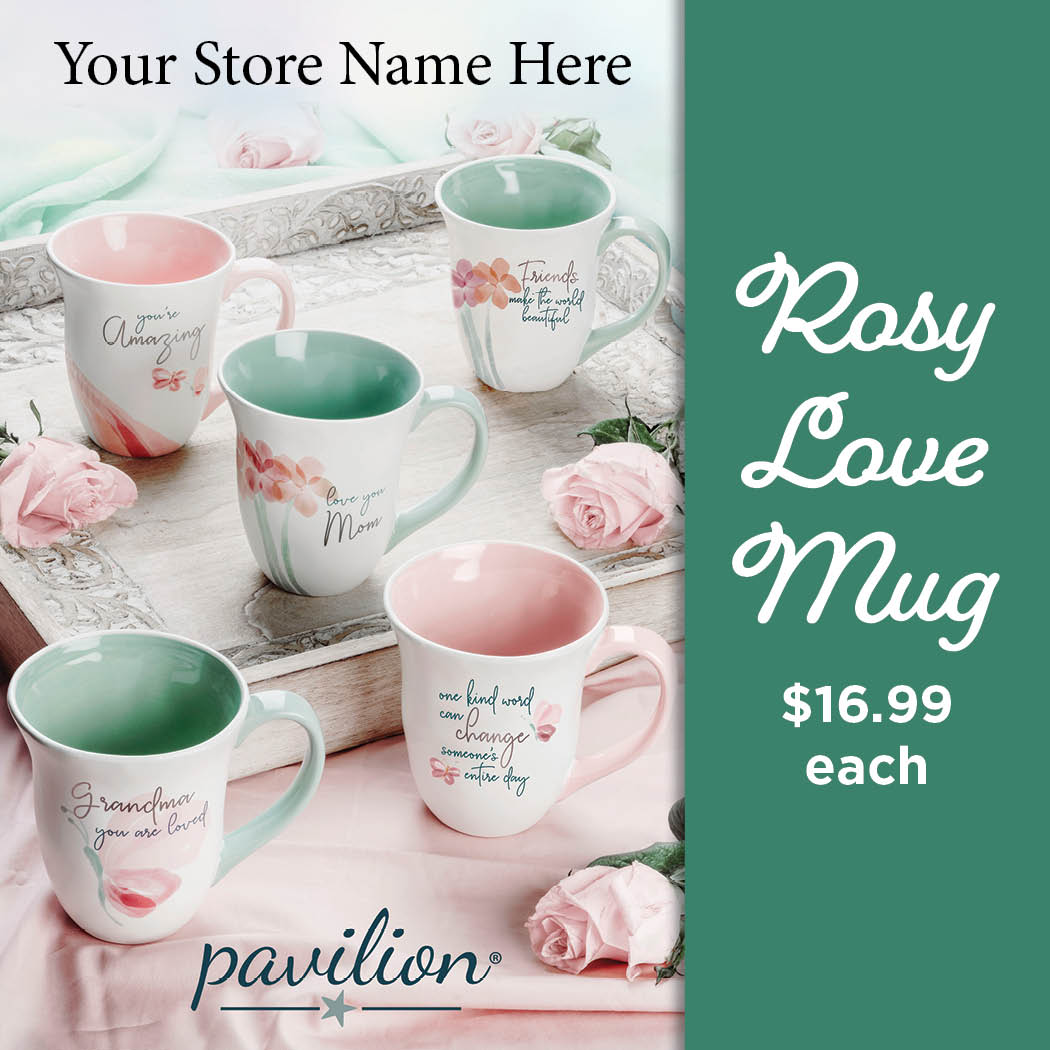 Your Store Name Here
you're
Amazing
Friends
make the world
beautiful
love you
Mom
one kind word
can change
someone's
entire day
Grandma
you are loved
pavilion®
Rosy
Love
Mug
$16.99
each